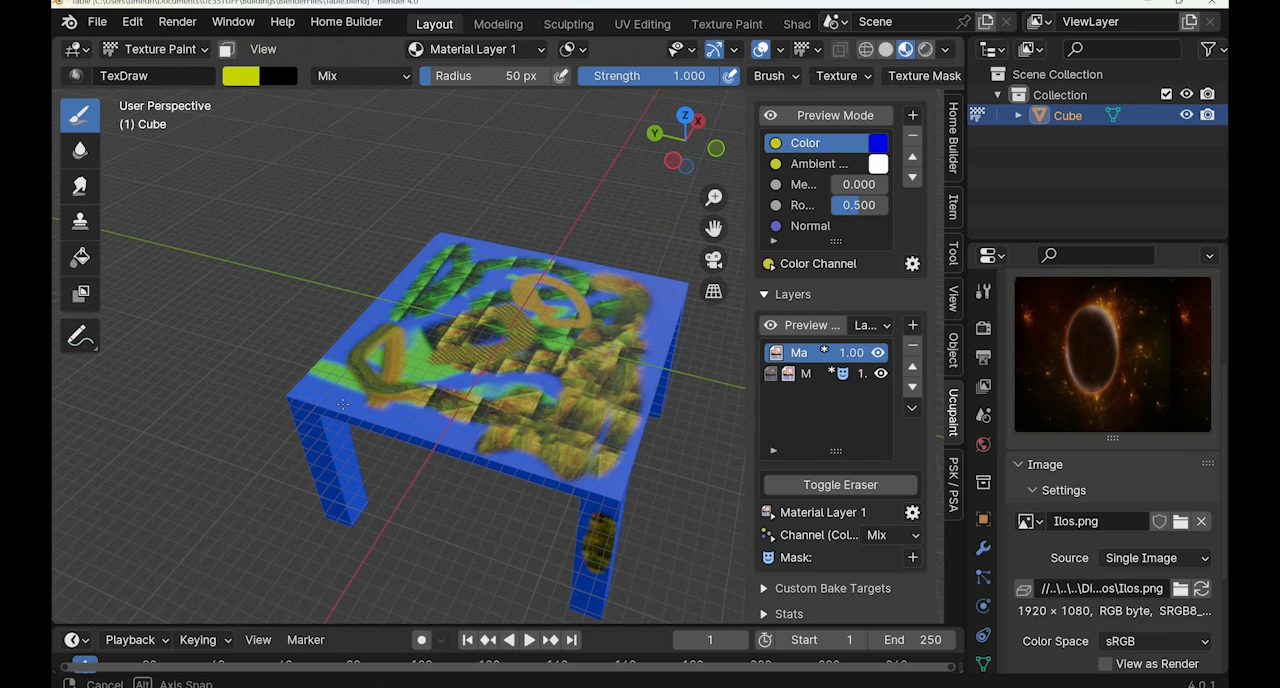 File Edit Render Window Help Home Builder Layout Modeling Sculpting UV Editing Texture Paint Shad Scene ViewLayer
Texture Paint View Material Layer 1
TexDraw Mix Radius 50 px Strength 1.000 Brush Texture Texture Mask
User Perspective
(1) Cube
Z
X
Y
Preview Mode
Color
Ambient ...
Me... 0.000
Ro... 0.500
Normal
Color Channel
Layers
Preview ... La...
Ma * 1.00
M * 1.
Toggle Eraser
Material Layer 1
Channel (Col... Mix
Mask:
Custom Bake Targets
Stats
Home Builder
Item
Tool
View
Object
Ucupaint
PSK / PSA
Scene Collection
Collection
Cube
Image
Settings
Ilos.png
Source Single Image
//..\..\..\Di...os\Ilos.png
1920 × 1080, RGB byte, SRGB8_...
Color Space sRGB
View as Render
Playback Keying View Marker 1 Start 1 End 250
Cancel Alt Axis Snap
4.0.1